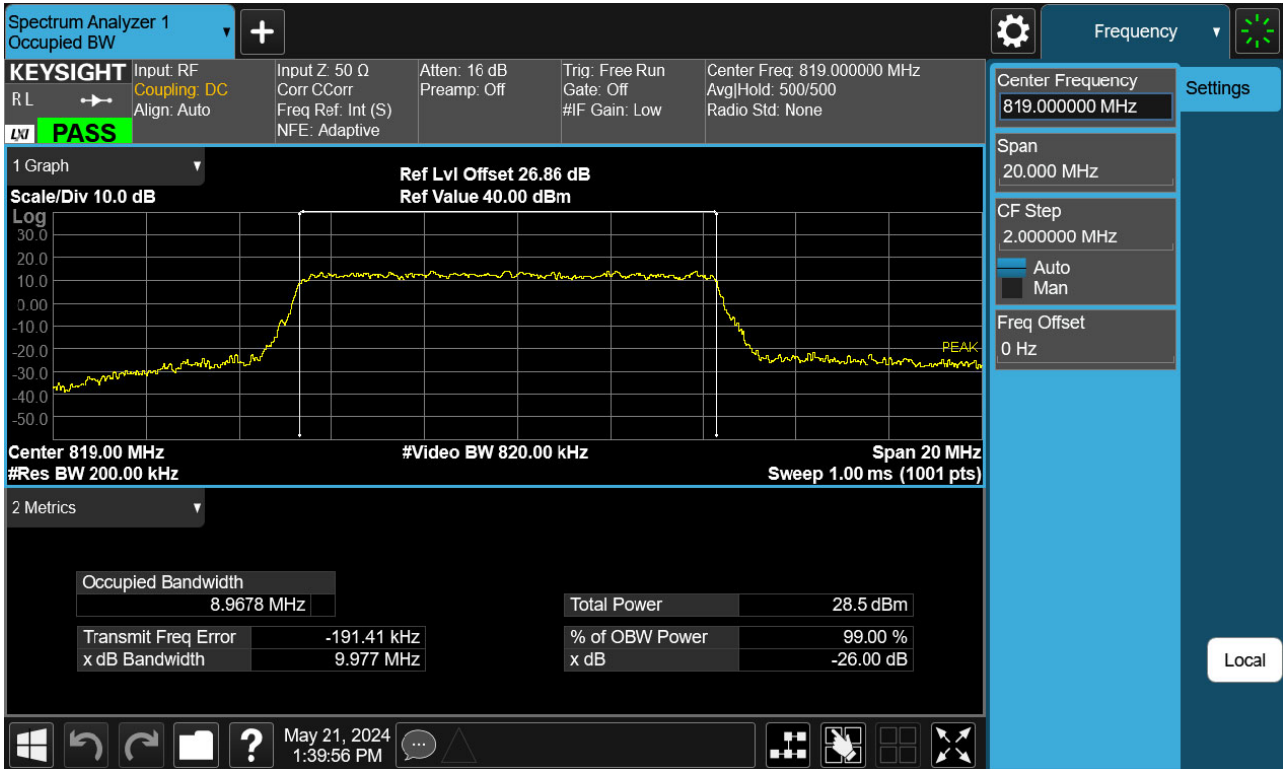 Spectrum Analyzer 1
Occupied BW
Frequency
KEYSIGHT
R L
LXI
PASS
Input: RF
Coupling: DC
Align: Auto
Input Z: 50 Ω
Corr CCorr
Freq Ref: Int (S)
NFE: Adaptive
Atten: 16 dB
Preamp: Off
Trig: Free Run
Gate: Off
#IF Gain: Low
Center Freq: 819.000000 MHz
Avg|Hold: 500/500
Radio Std: None
Center Frequency
819.000000 MHz
Settings
Span
20.000 MHz
CF Step
2.000000 MHz
Auto
Man
Freq Offset
0 Hz
Local
1 Graph
Scale/Div 10.0 dB
Ref Lvl Offset 26.86 dB
Ref Value 40.00 dBm
Log
30.0
20.0
10.0
0.00
-10.0
-20.0
-30.0
-40.0
-50.0
PEAK
Center 819.00 MHz
#Video BW 820.00 kHz
Span 20 MHz
#Res BW 200.00 kHz
Sweep 1.00 ms (1001 pts)
2 Metrics
Occupied Bandwidth
8.9678 MHz
Total Power 28.5 dBm
Transmit Freq Error -191.41 kHz
% of OBW Power 99.00 %
x dB Bandwidth 9.977 MHz
x dB -26.00 dB
?
May 21, 2024
1:39:56 PM